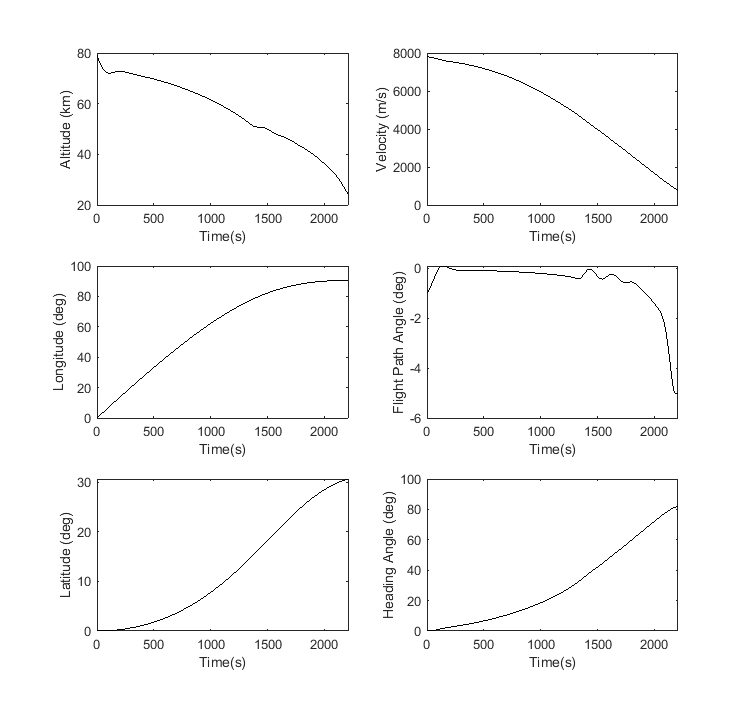 80
60
40
20
Altitude (km)
0 500 1000 1500 2000
Time(s)
8000
6000
4000
2000
0
Velocity (m/s)
0 500 1000 1500 2000
Time(s)
100
80
60
40
20
0
Longitude (deg)
0 500 1000 1500 2000
Time(s)
0
-2
-4
-6
Flight Path Angle (deg)
0 500 1000 1500 2000
Time(s)
30
20
10
0
Latitude (deg)
0 500 1000 1500 2000
Time(s)
100
80
60
40
20
0
Heading Angle (deg)
0 500 1000 1500 2000
Time(s)